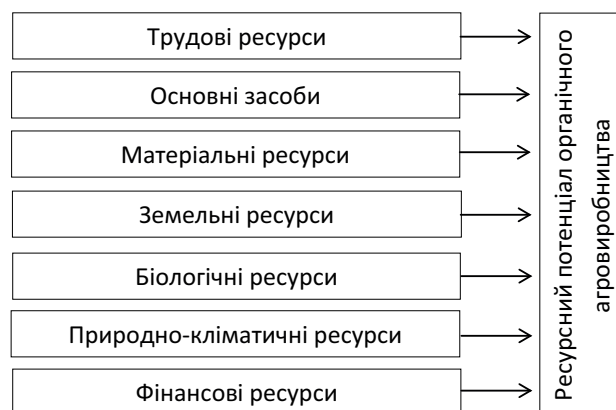 Трудові ресурси
Основні засоби
Матеріальні ресурси
Земельні ресурси
Біологічні ресурси
Природно-кліматичні ресурси
Фінансові ресурси
Ресурсний потенціал органічного
агровиробництва